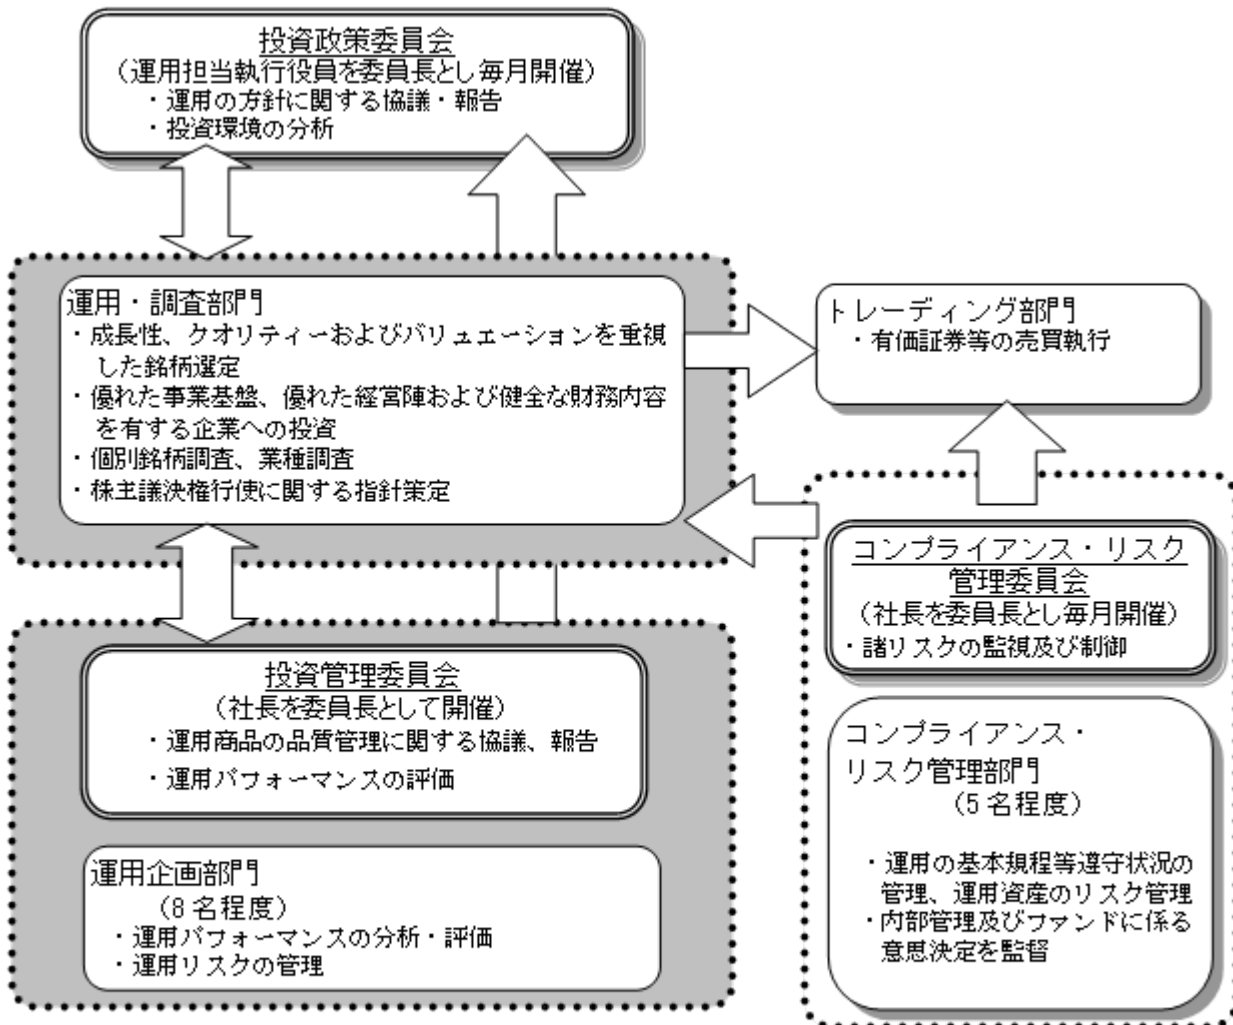 投資政策委員会
(運用担当執行役員を委員長とし毎月開催)
・運用の方針に関する協議・報告
・投資環境の分析
運用・調査部門
・成長性、クオリティーおよびバリュエーションを重視
した銘柄選定
・優れた事業基盤、優れた経営陣および健全な財務内容
を有する企業への投資
・個別銘柄調査、業種調査
・株主議決権行使に関する指針策定
トレーディング部門
・有価証券等の売買執行
コンプライアンス・リスク
管理委員会
(社長を委員長とし毎月開催)
・諸リスクの監視及び制御
投資管理委員会
(社長を委員長として開催)
・運用商品の品質管理に関する協議、報告
・運用パフォーマンスの評価
コンプライアンス・
リスク管理部門
(5名程度)
・運用の基本規程等遵守状況の
管理、運用資産のリスク管理
・内部管理及びファンドに係る
意思決定を監督
運用企画部門
(8名程度)
・運用パフォーマンスの分析・評価
・運用リスクの管理